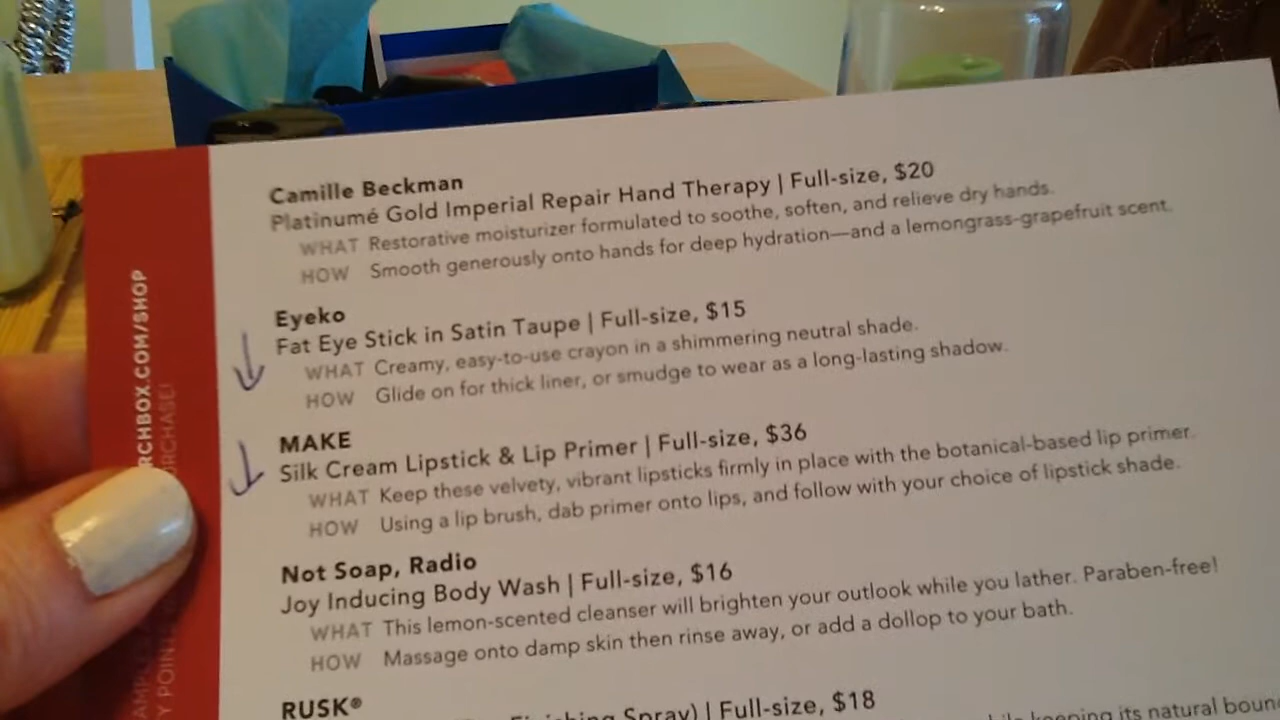 Camille Beckman
Platinumé Gold Imperial Repair Hand Therapy | Full-size, $20
WHAT Restorative moisturizer formulated to soothe, soften, and relieve dry hands.
HOW Smooth generously onto hands for deep hydration—and a lemongrass-grapefruit scent.
Eyeko
Fat Eye Stick in Satin Taupe | Full-size, $15
WHAT Creamy, easy-to-use crayon in a shimmering neutral shade.
HOW Glide on for thick liner, or smudge to wear as a long-lasting shadow.
MAKE
Silk Cream Lipstick & Lip Primer | Full-size, $36
WHAT Keep these velvety, vibrant lipsticks firmly in place with the botanical-based lip primer.
HOW Using a lip brush, dab primer onto lips, and follow with your choice of lipstick shade.
Not Soap, Radio
Joy Inducing Body Wash | Full-size, $16
WHAT This lemon-scented cleanser will brighten your outlook while you lather. Paraben-free!
HOW Massage onto damp skin then rinse away, or add a dollop to your bath.
RUSK®
Spray) | Full-size, $18
keeping its natural
RCHBOX.COM/SHOP